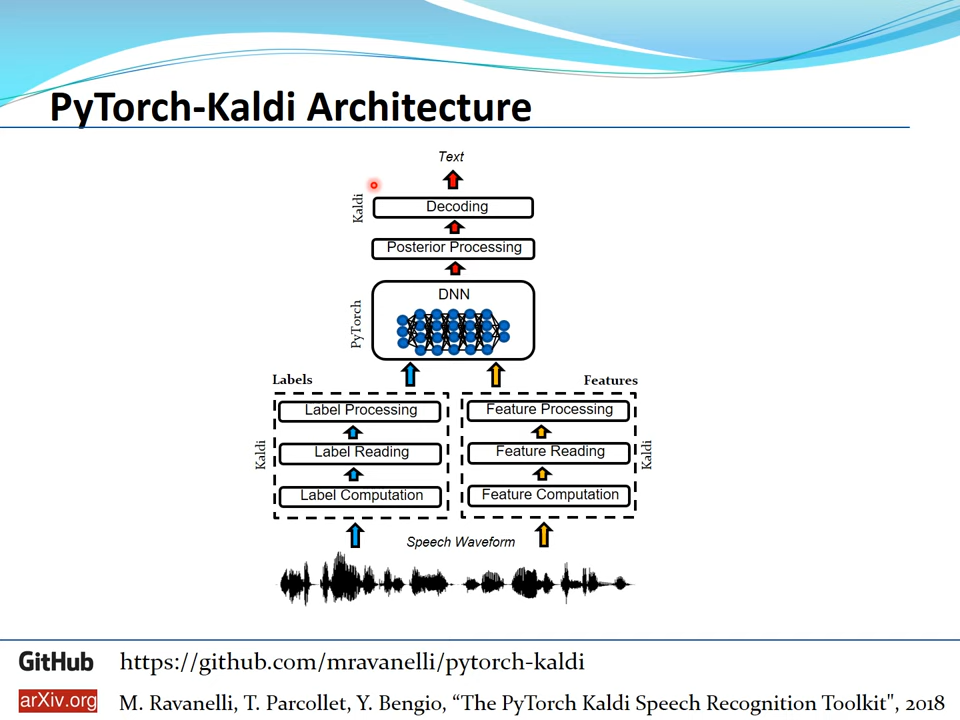 PyTorch-Kaldi Architecture
Text
Kaldi
Decoding
Posterior Processing
DNN
PyTorch
Labels
Features
Label Processing
Feature Processing
Kaldi
Label Reading
Feature Reading
Kaldi
Label Computation
Feature Computation
Speech Waveform
GitHub https://github.com/mravanelli/pytorch-kaldi
arXiv.org M. Ravanelli, T. Parcollet, Y. Bengio, “The PyTorch Kaldi Speech Recognition Toolkit", 2018